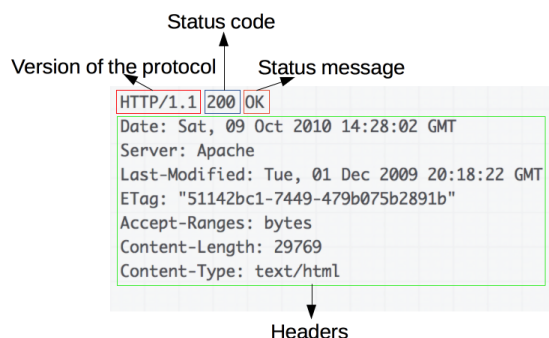 Status code
Version of the protocol Status message
HTTP/1.1 200 OK
Date: Sat, 09 Oct 2010 14:28:02 GMT
Server: Apache
Last-Modified: Tue, 01 Dec 2009 20:18:22 GMT
ETag: "51142bc1-7449-479b075b2891b"
Accept-Ranges: bytes
Content-Length: 29769
Content-Type: text/html
Headers